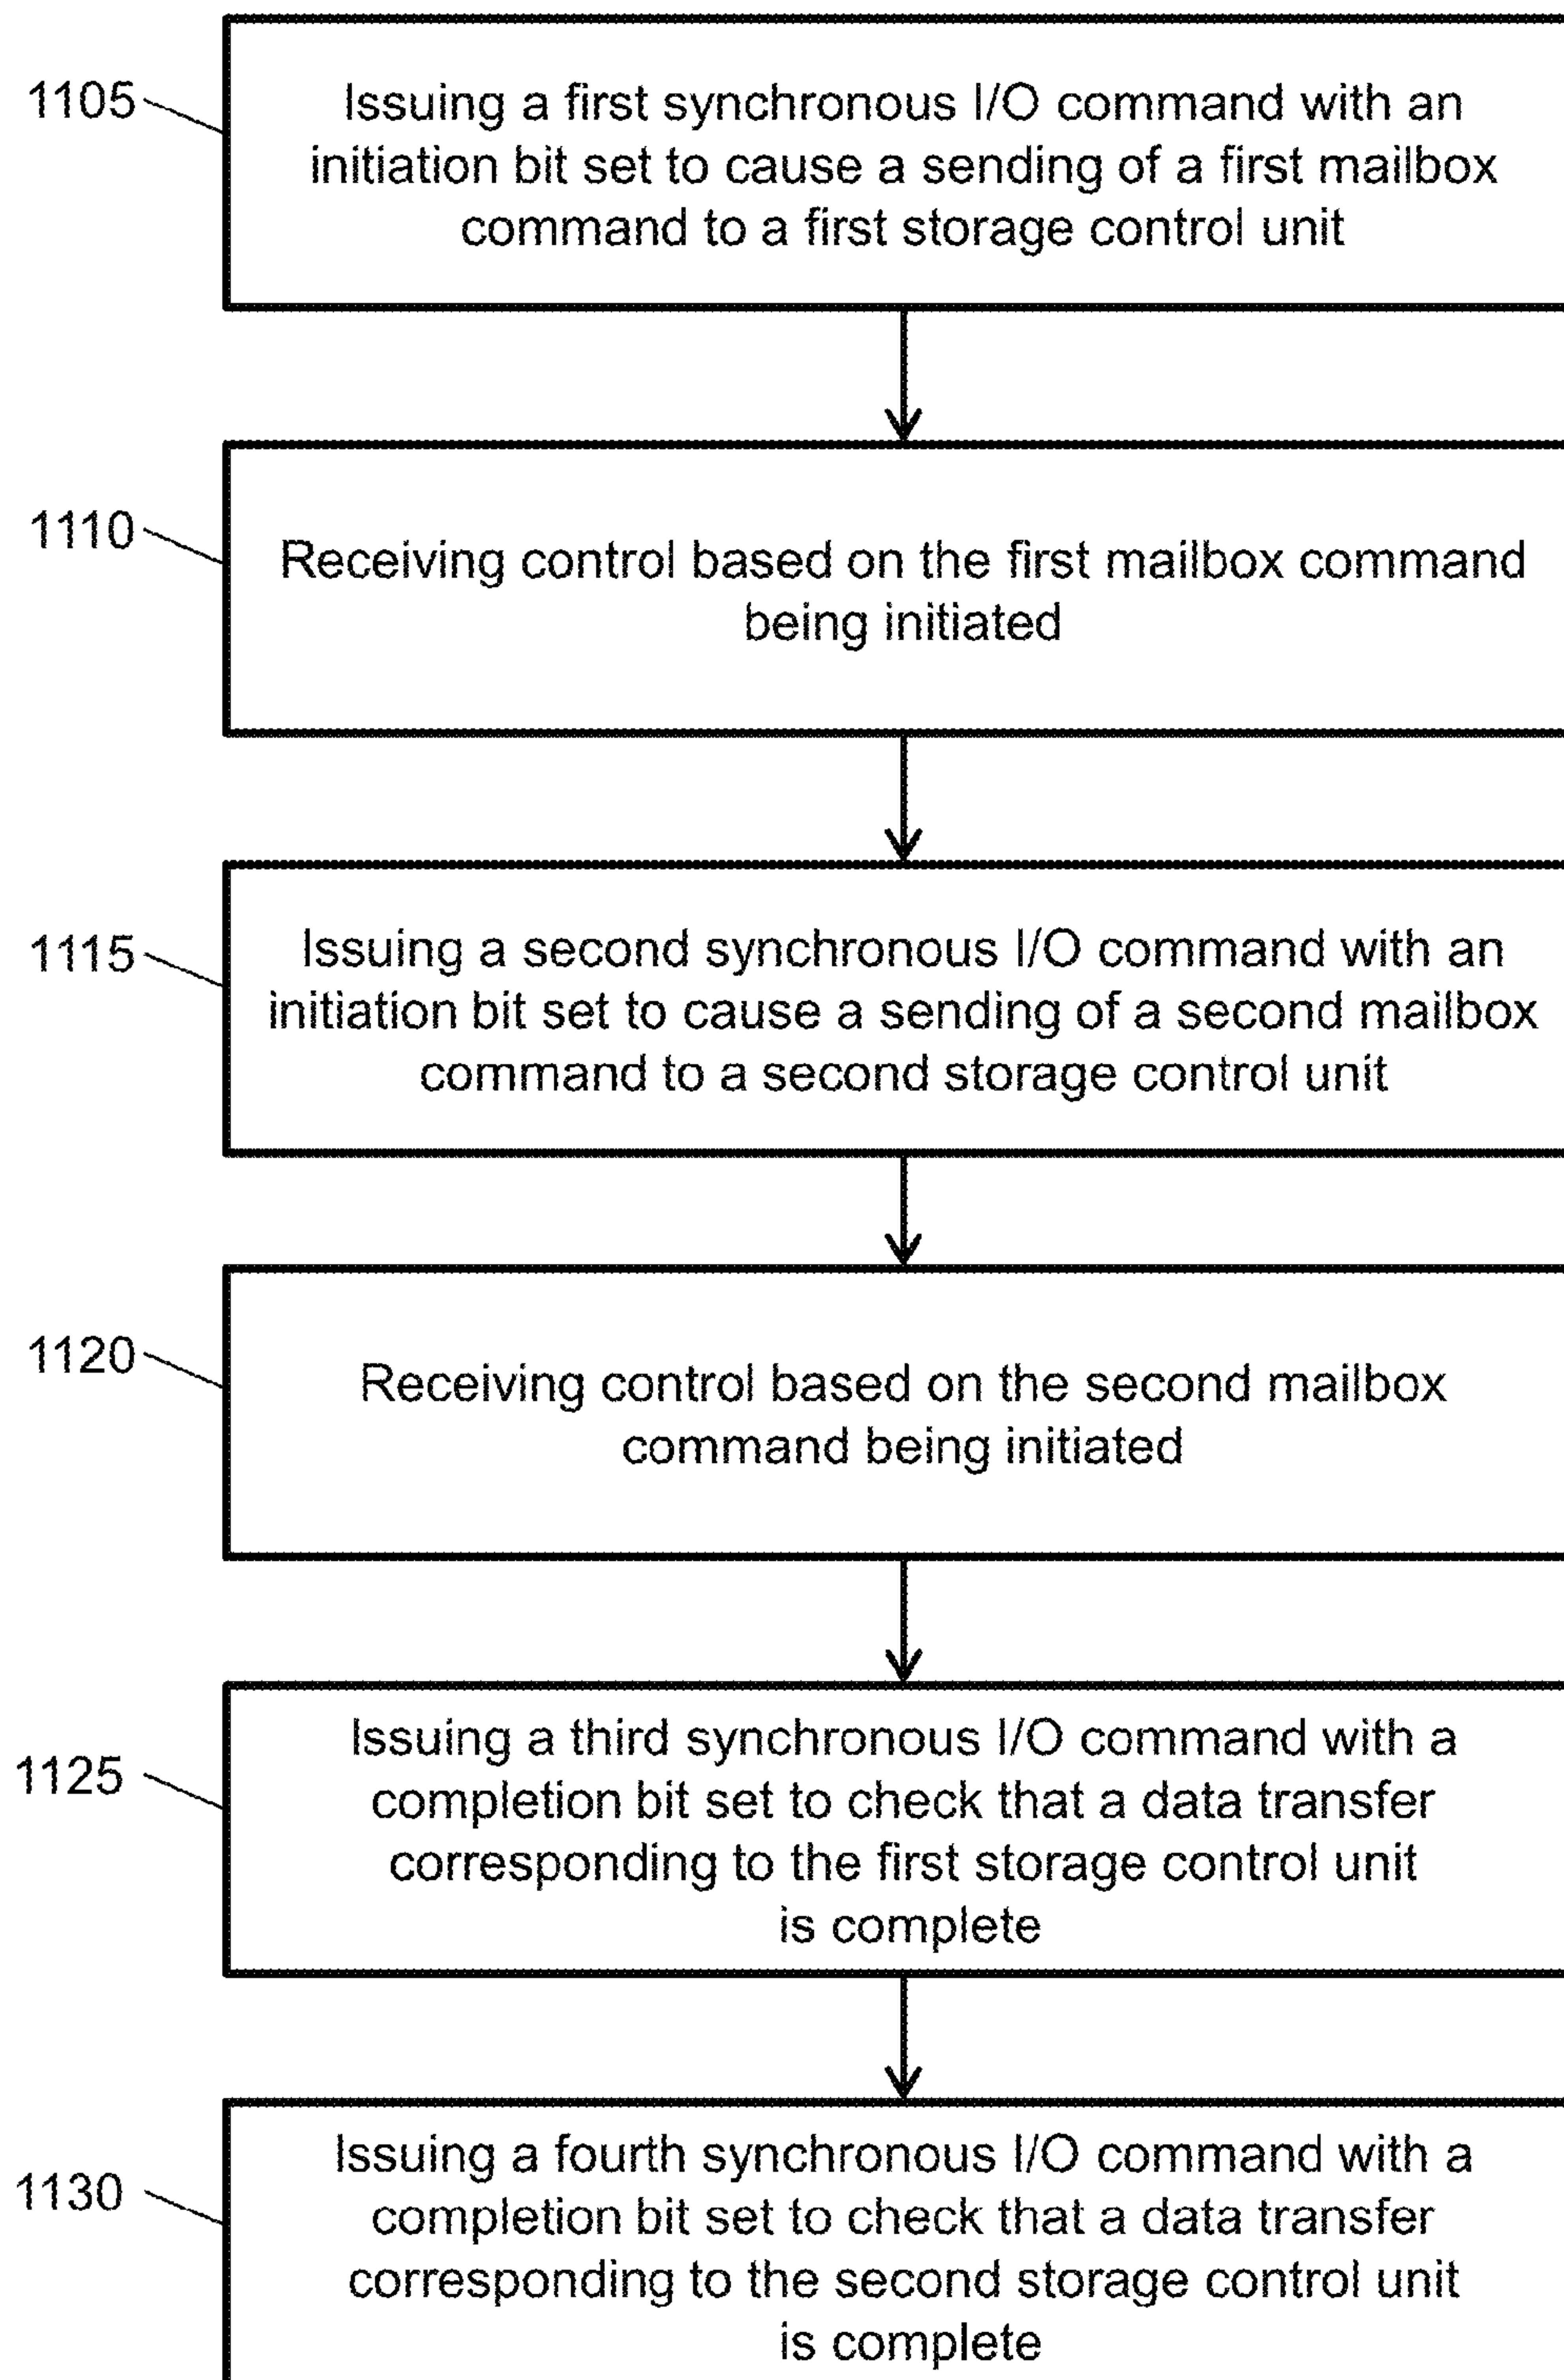 1105
Issuing a first synchronous I/O command with an
initiation bit set to cause a sending of a first mailbox
command to a first storage control unit
1110
Receiving control based on the first mailbox command
being initiated
1115
Issuing a second synchronous I/O command with an
initiation bit set to cause a sending of a second mailbox
command to a second storage control unit
1120
Receiving control based on the second mailbox
command being initiated
1125
Issuing a third synchronous I/O command with a
completion bit set to check that a data transfer
corresponding to the first storage control unit
is complete
1130
Issuing a fourth synchronous I/O command with a
completion bit set to check that a data transfer
corresponding to the second storage control unit
is complete